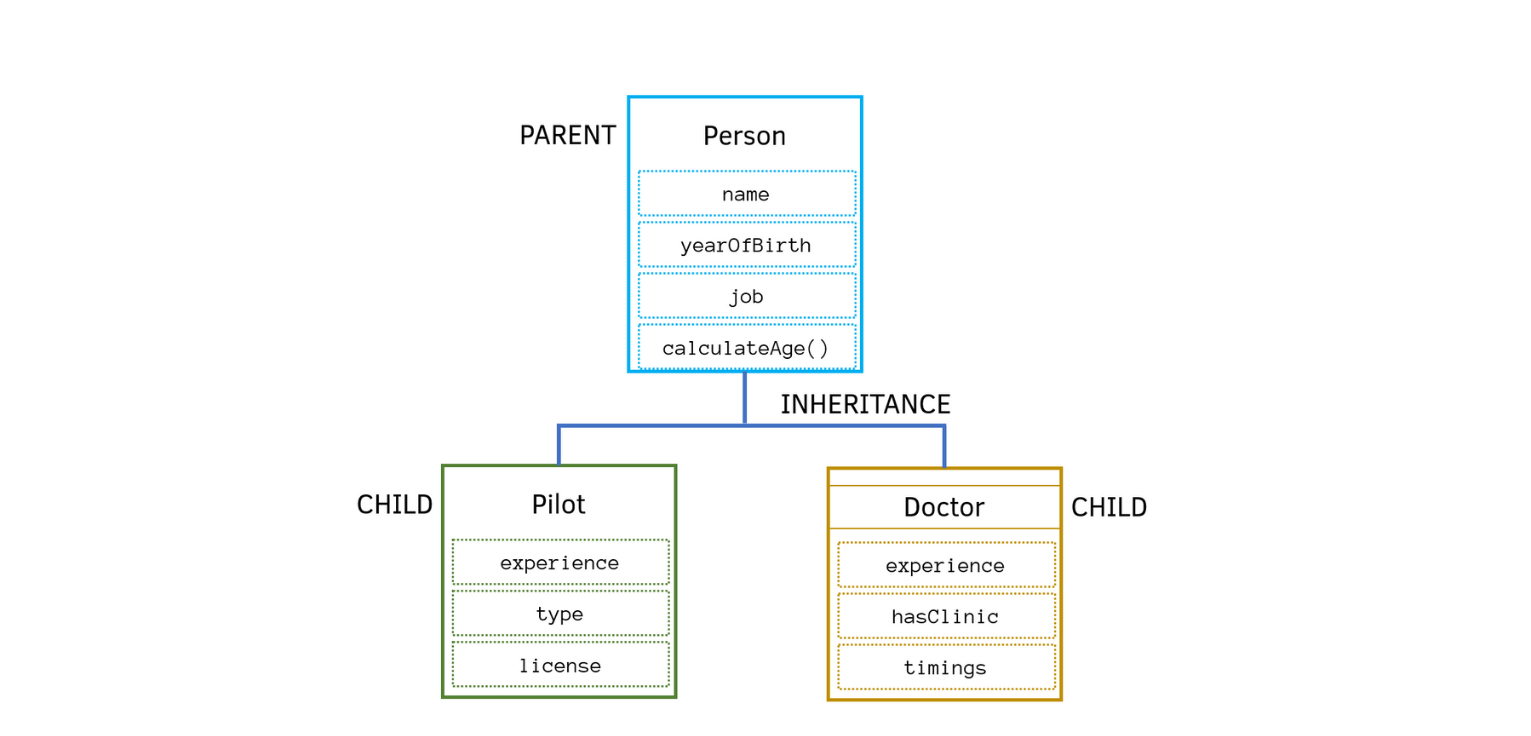 PARENT
Person
name
yearOfBirth
job
calculateAge()
INHERITANCE
CHILD
Pilot
experience
type
license
Doctor
CHILD
experience
hasClinic
timings